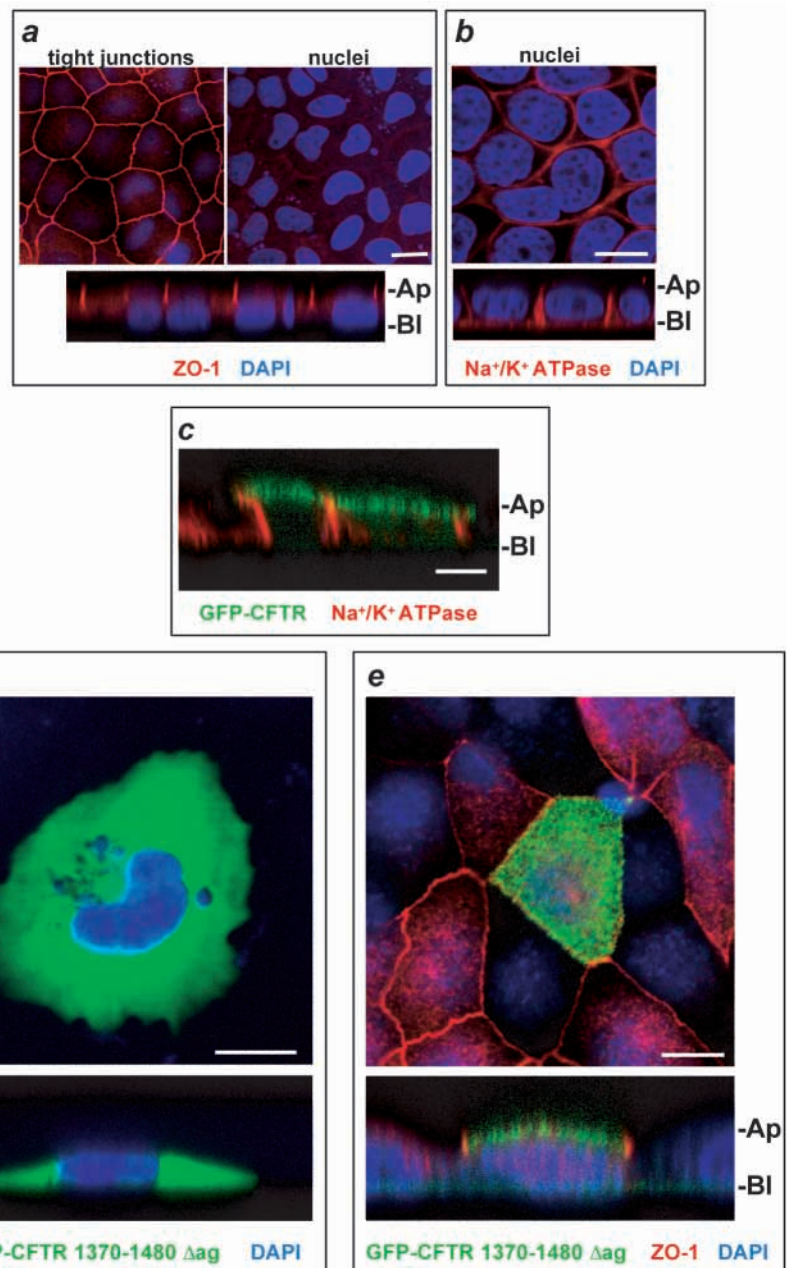 a
tight junctions nuclei
-Ap
-Bl
ZO-1 DAPI
b
nuclei
-Ap
-Bl
Na⁺/K⁺ ATPase DAPI
c
-Ap
-Bl
GFP-CFTR Na⁺/K⁺ ATPase
-CFTR 1370-1480 Δag DAPI
e
-Ap
-Bl
GFP-CFTR 1370-1480 Δag ZO-1 DAPI